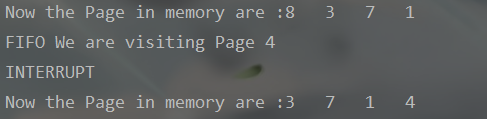 Now the Page in memory are :8   3   7   1
FIFO We are visiting Page 4
INTERRUPT
Now the Page in memory are :3   7   1   4